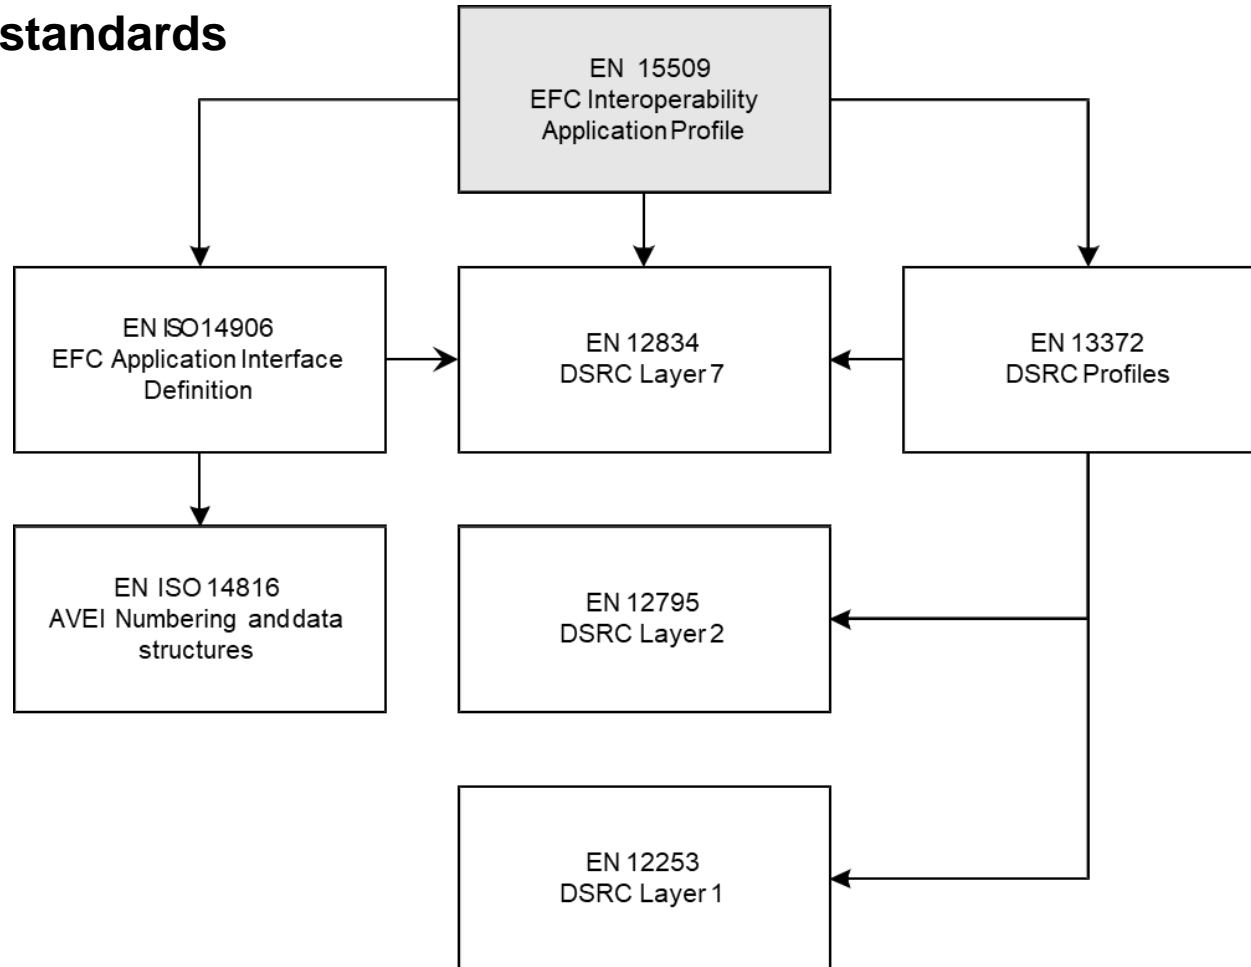 standards
EN 15509
EFC Interoperability
Application Profile
EN ISO 14906
EFC Application Interface
Definition
EN 12834
DSRC Layer 7
EN 13372
DSRC Profiles
EN ISO 14816
AVEI Numbering and data
structures
EN 12795
DSRC Layer 2
EN 12253
DSRC Layer 1